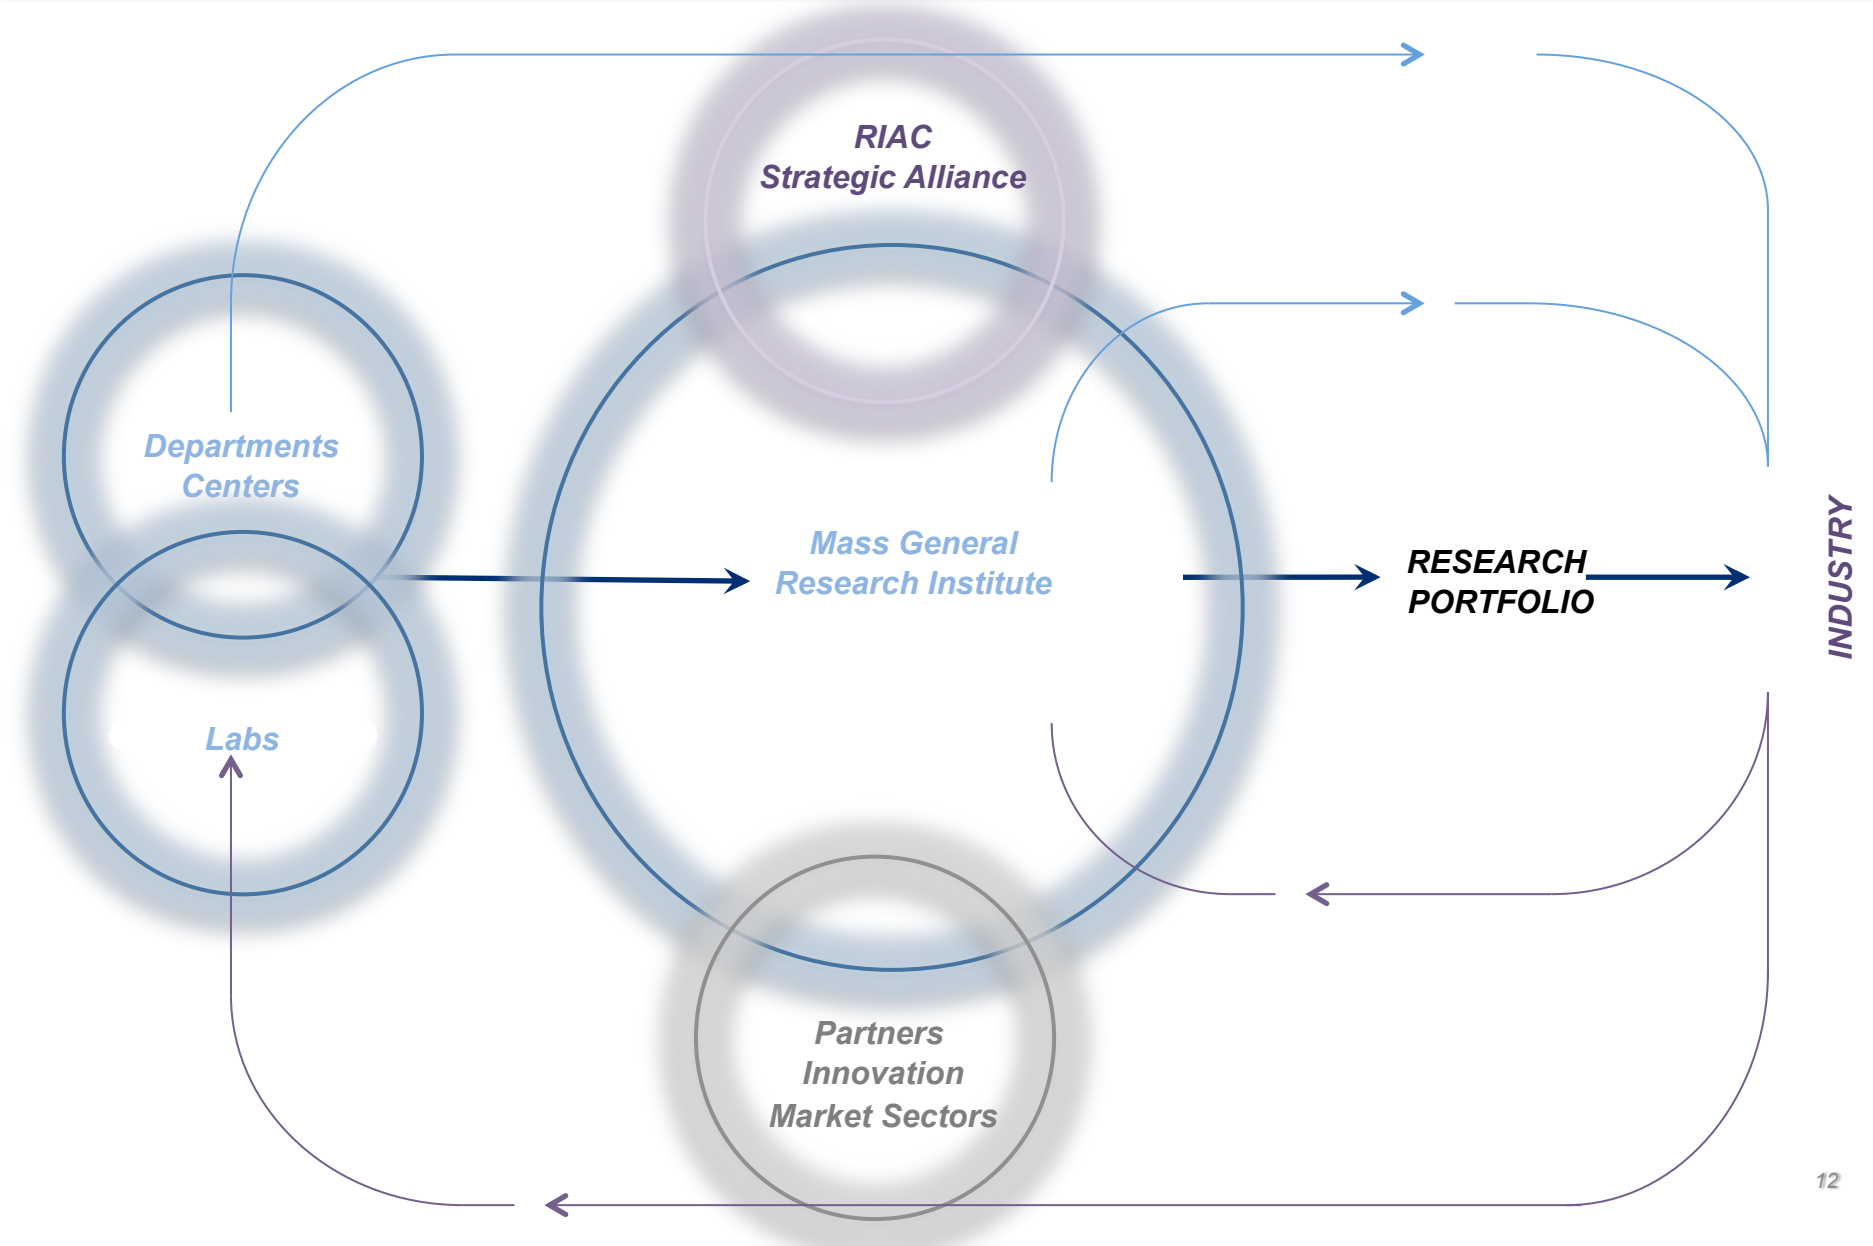 RIAC
Strategic Alliance
Departments
Centers
Mass General
Research Institute
RESEARCH
PORTFOLIO
INDUSTRY
Labs
Partners
Innovation
Market Sectors
12